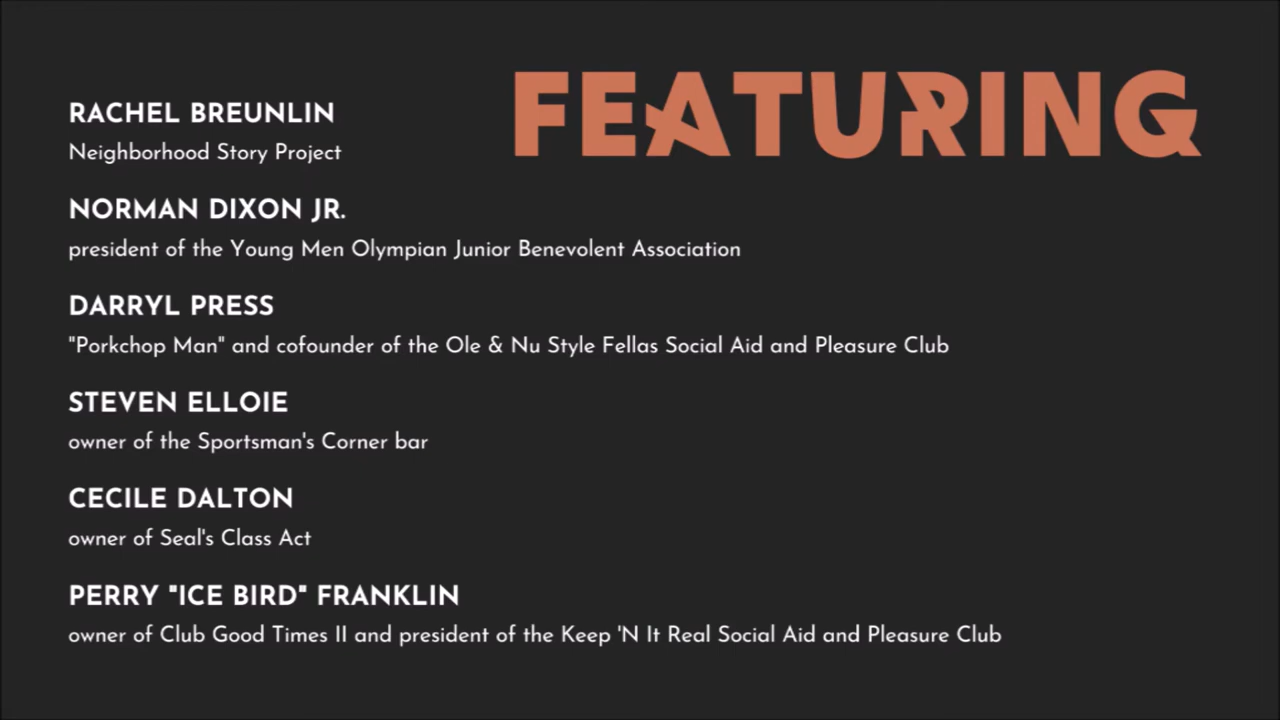 FEATURING
RACHEL BREUNLIN
Neighborhood Story Project
NORMAN DIXON JR.
president of the Young Men Olympian Junior Benevolent Association
DARRYL PRESS
"Porkchop Man" and cofounder of the Ole & Nu Style Fellas Social Aid and Pleasure Club
STEVEN ELLOIE
owner of the Sportsman's Corner bar
CECILE DALTON
owner of Seal's Class Act
PERRY "ICE BIRD" FRANKLIN
owner of Club Good Times II and president of the Keep 'N It Real Social Aid and Pleasure Club